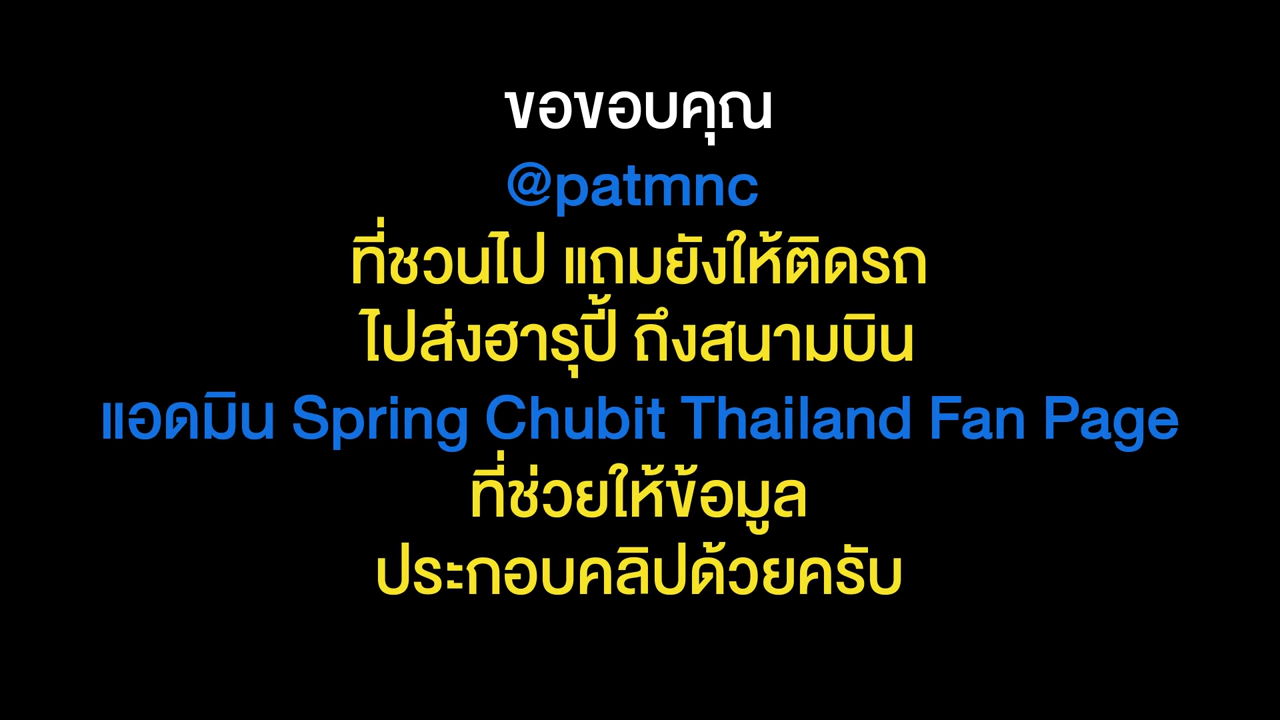 ขอขอบคุณ
@patmnc
ที่ชวนไป แถมยังให้ติดรถ
ไปส่งฮารุปี้ ถึงสนามบิน
แอดมิน Spring Chubit Thailand Fan Page
ที่ช่วยให้ข้อมูล
ประกอบคลิปด้วยครับ